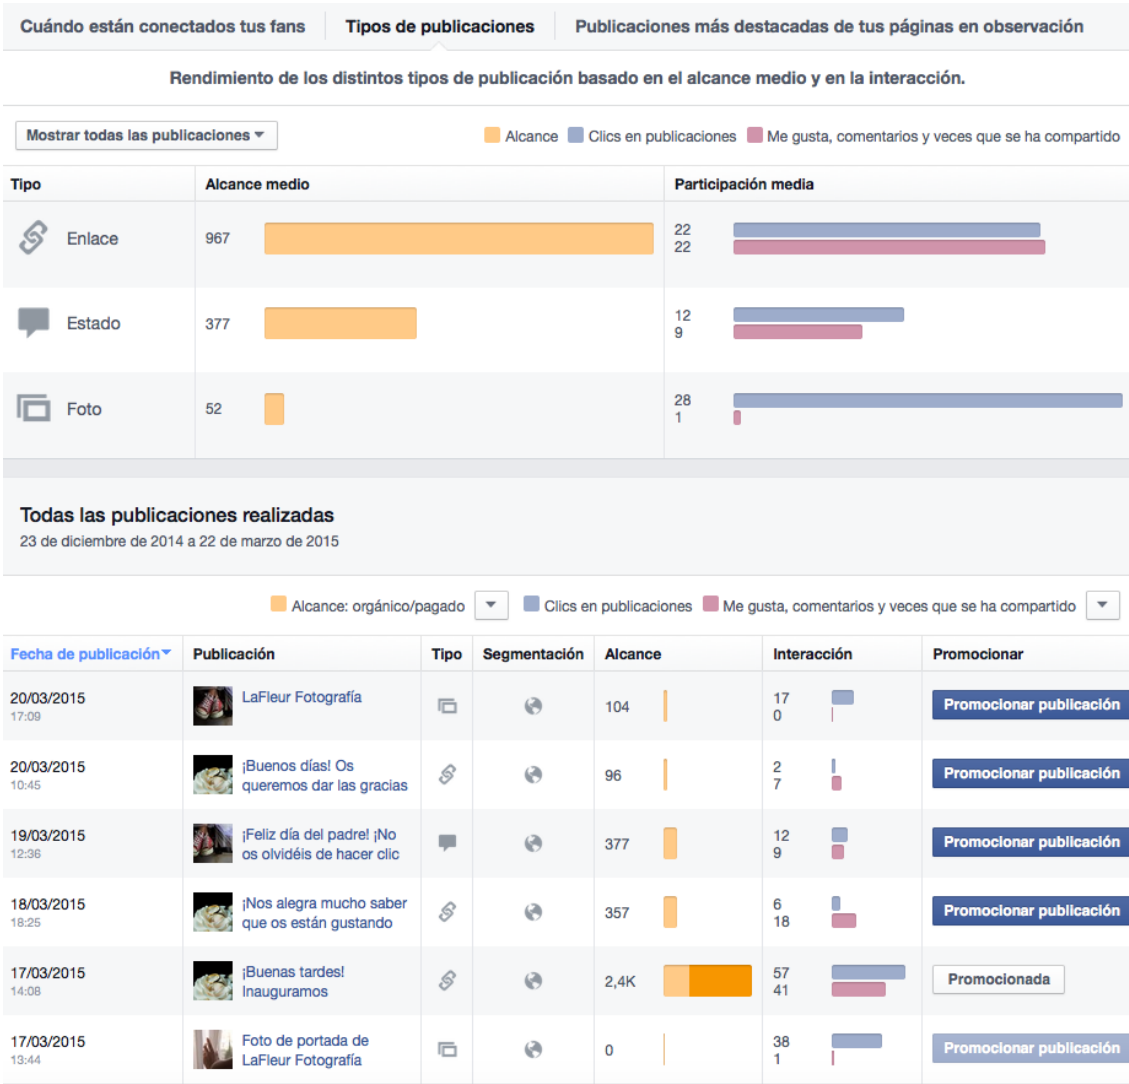 Cuándo están conectados tus fans Tipos de publicaciones Publicaciones más destacadas de tus páginas en observación
Rendimiento de los distintos tipos de publicación basado en el alcance medio y en la interacción.
Mostrar todas las publicaciones Alcance Clics en publicaciones Me gusta, comentarios y veces que se ha compartido
Tipo Alcance medio Participación media
Enlace 967 22
22
Estado 377 12
9
Foto 52 28
1
Todas las publicaciones realizadas
23 de diciembre de 2014 a 22 de marzo de 2015
Alcance: orgánico/pagado Clics en publicaciones Me gusta, comentarios y veces que se ha compartido
Fecha de publicación Publicación Tipo Segmentación Alcance Interacción Promocionar
20/03/2015 LaFleur Fotografía 104 17 Promocionar publicación
17:09 0
20/03/2015 ¡Buenos días! Os 96 2 Promocionar publicación
10:45 queremos dar las gracias 7
19/03/2015 ¡Feliz día del padre! ¡No 377 12 Promocionar publicación
12:36 os olvidéis de hacer clic 9
18/03/2015 ¡Nos alegra mucho saber 357 6 Promocionar publicación
18:25 que os están gustando 18
17/03/2015 ¡Buenas tardes! 2,4K 57 Promocionada
14:08 Inauguramos 41
17/03/2015 Foto de portada de 0 38 Promocionar publicación
13:44 LaFleur Fotografía 1